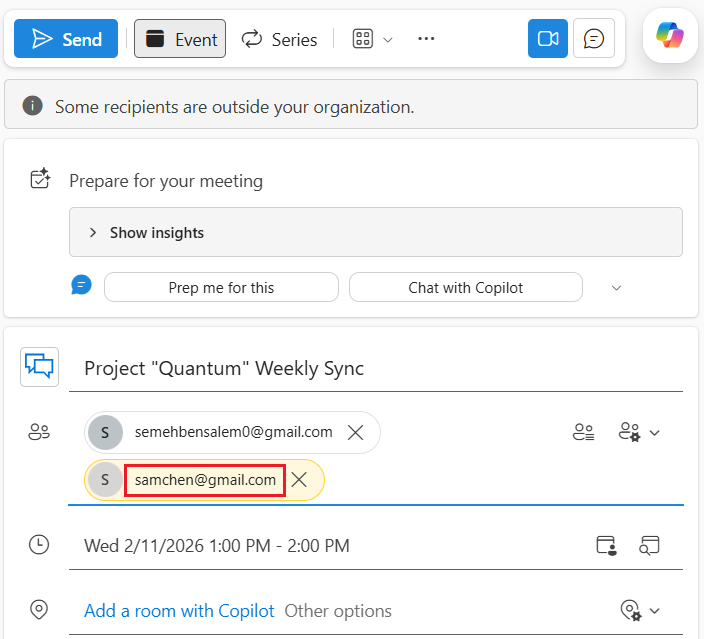 Send Event Series
Some recipients are outside your organization.
Prepare for your meeting
Show insights
Prep me for this Chat with Copilot
Project "Quantum" Weekly Sync
S semehbensalem0@gmail.com
S samchen@gmail.com
Wed 2/11/2026 1:00 PM - 2:00 PM
Add a room with Copilot Other options